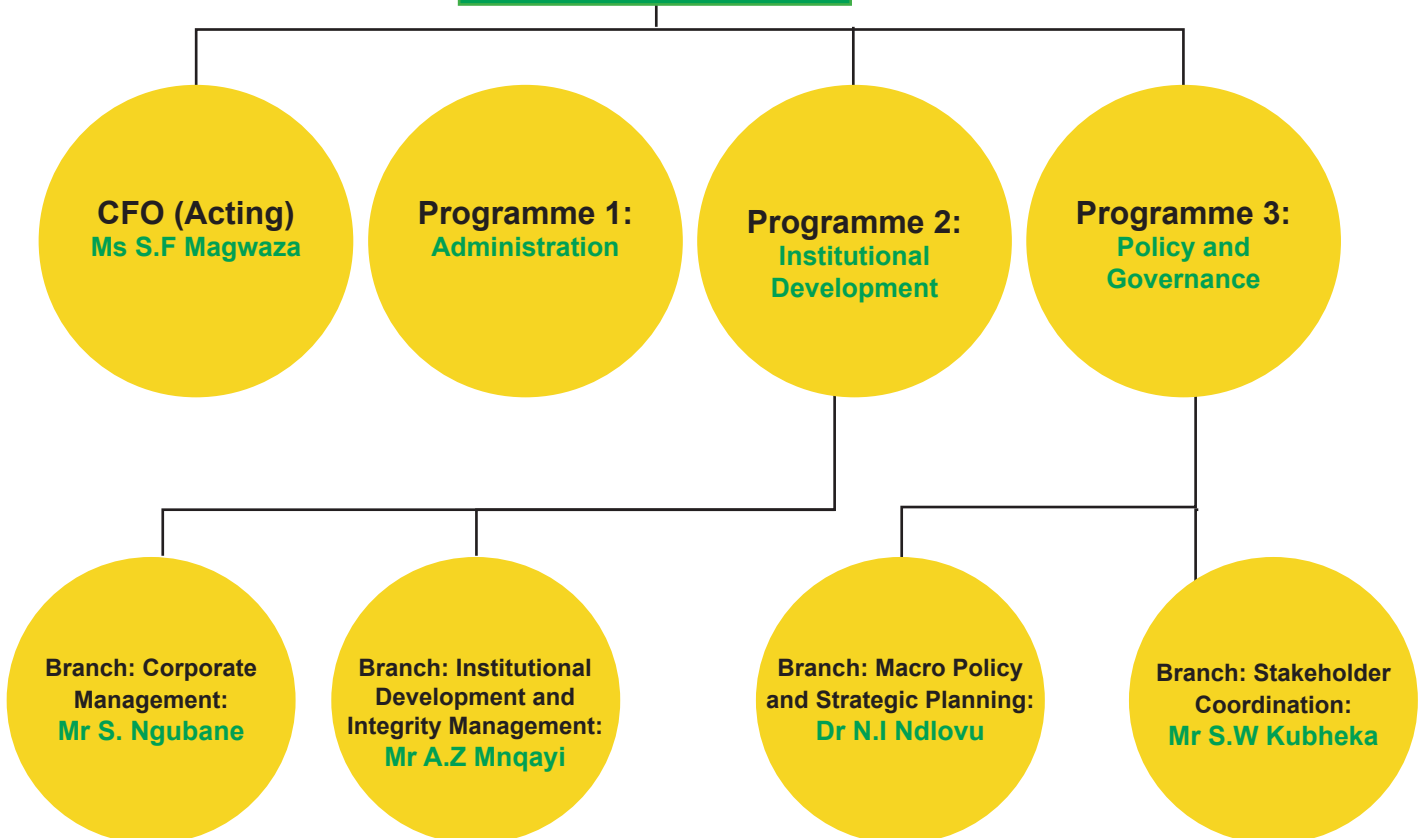 CFO (Acting)
Ms S.F Magwaza
Programme 1:
Administration
Programme 2:
Institutional
Development
Programme 3:
Policy and
Governance
Branch: Corporate
Management:
Mr S. Ngubane
Branch: Institutional
Development and
Integrity Management:
Mr A.Z Mnqayi
Branch: Macro Policy
and Strategic Planning:
Dr N.I Ndlovu
Branch: Stakeholder
Coordination:
Mr S.W Kubheka